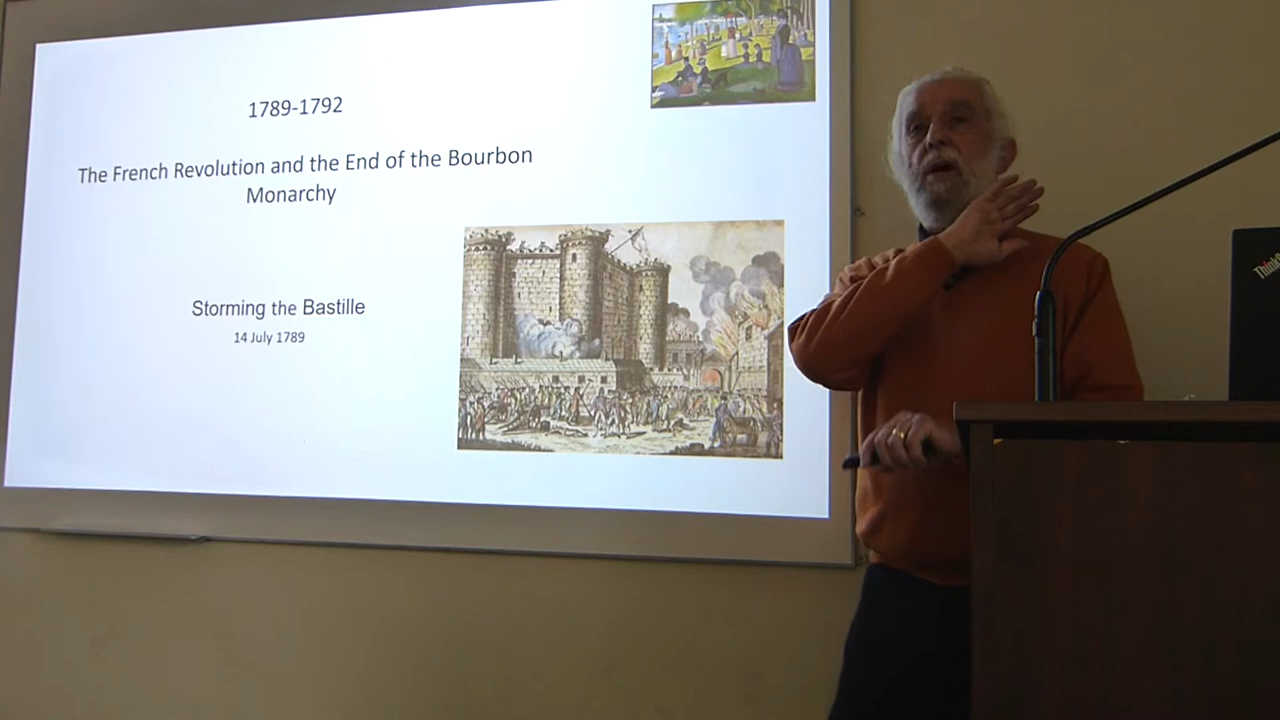 1789-1792
The French Revolution and the End of the Bourbon
Monarchy
Storming the Bastille
14 July 1789